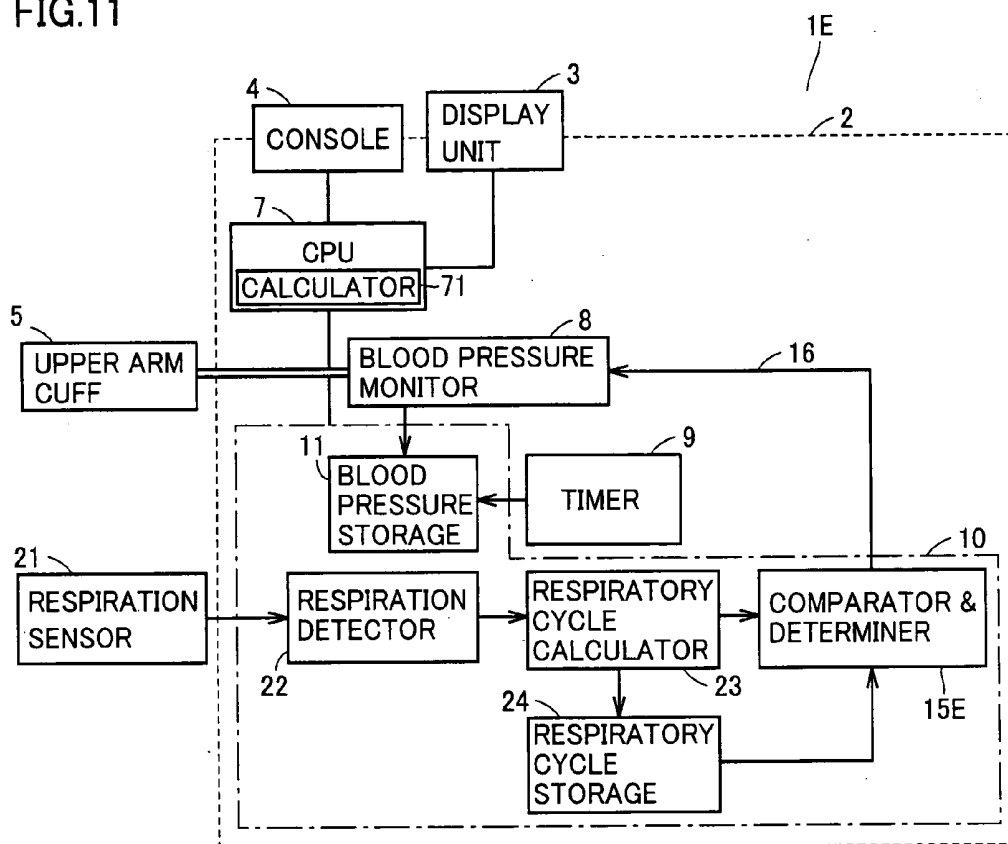 FIG.11
1E
4
3
2
CONSOLE
DISPLAY
UNIT
7
CPU
CALCULATOR
71
5
8
UPPER ARM
CUFF
BLOOD PRESSURE
MONITOR
16
11
9
BLOOD
PRESSURE
STORAGE
TIMER
10
21
RESPIRATION
SENSOR
RESPIRATION
DETECTOR
22
RESPIRATORY
CYCLE
CALCULATOR
23
COMPARATOR &
DETERMINER
15E
24
RESPIRATORY
CYCLE
STORAGE